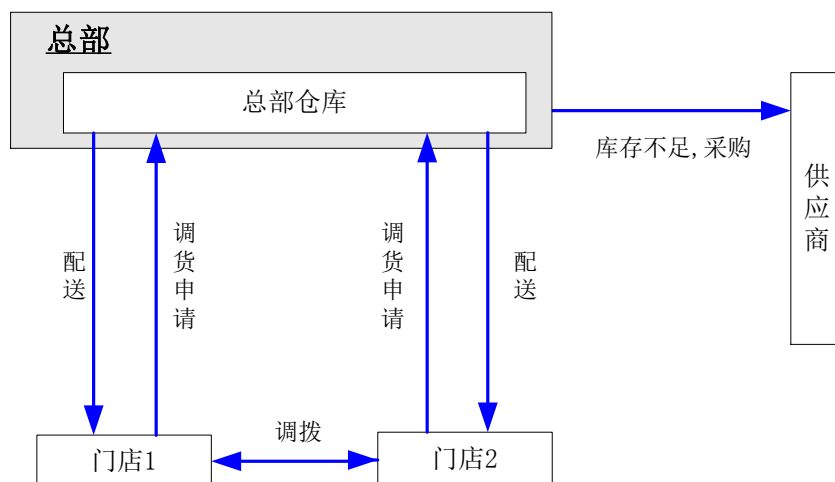 总部
总部仓库
库存不足,采购
供应商
配送
调货申请
调货申请
配送
调拨
门店1
门店2